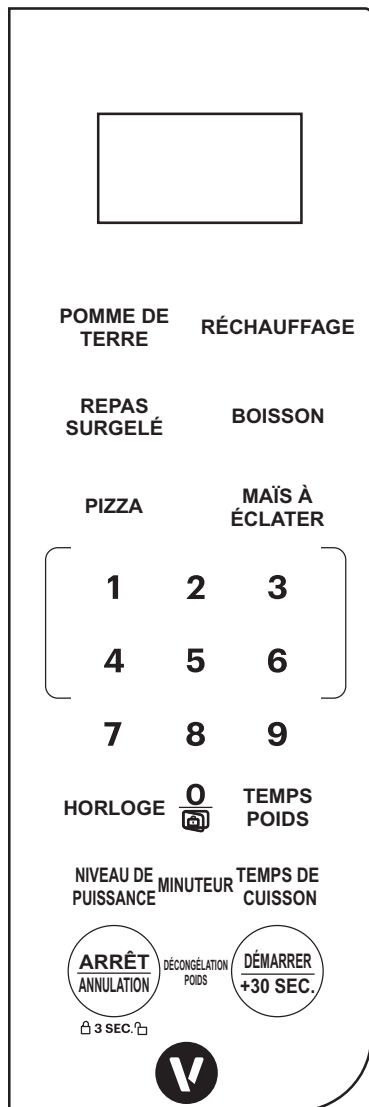 POMME DE
TERRE
RÉCHAUFFAGE
REPAS
SURGELÉ
BOISSON
PIZZA
MAÏS À
ÉCLATER
1 2 3
4 5 6
7 8 9
HORLOGE
0
TEMPS
POIDS
NIVEAU DE
PUISSANCE
MINUTEUR
TEMPS DE
CUISSON
ARRÊT
ANNULATION
DÉCONGÉLATION
POIDS
DÉMARRER
+30 SEC.
3 SEC.
V